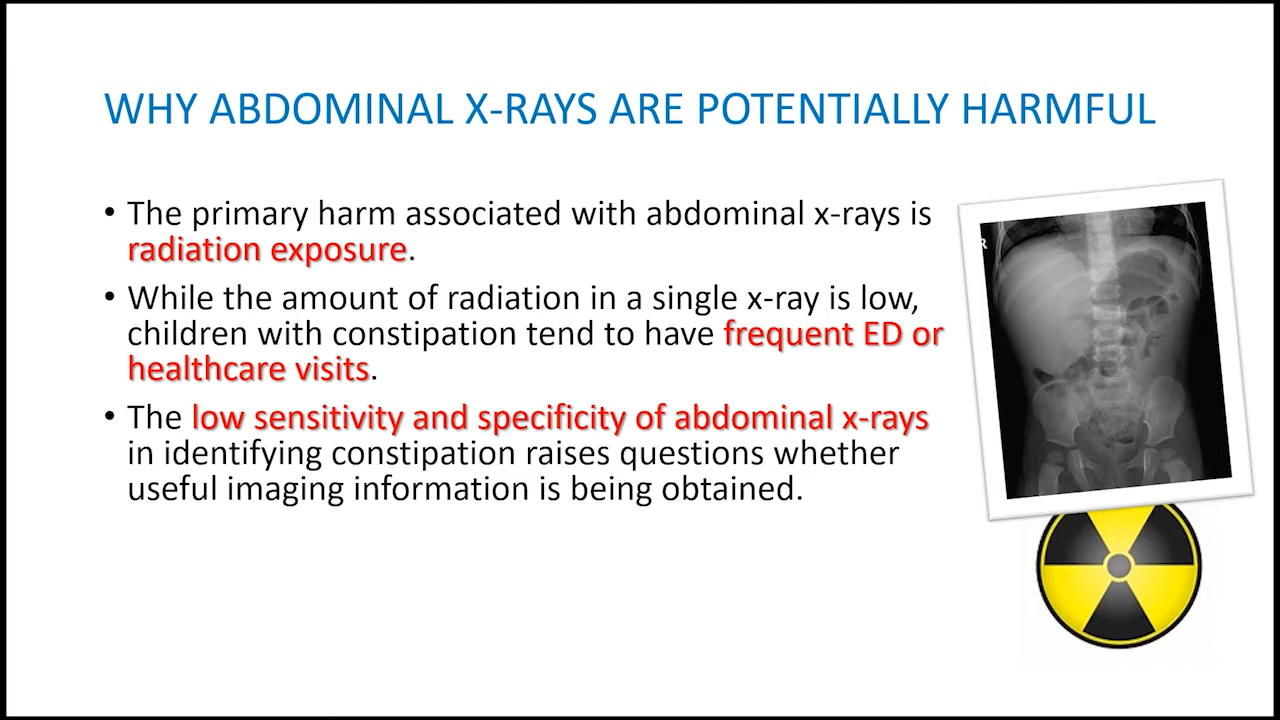 WHY ABDOMINAL X-RAYS ARE POTENTIALLY HARMFUL
• The primary harm associated with abdominal x-rays is
radiation exposure.
• While the amount of radiation in a single x-ray is low,
children with constipation tend to have frequent ED or
healthcare visits.
• The low sensitivity and specificity of abdominal x-rays
in identifying constipation raises questions whether
useful imaging information is being obtained.
R